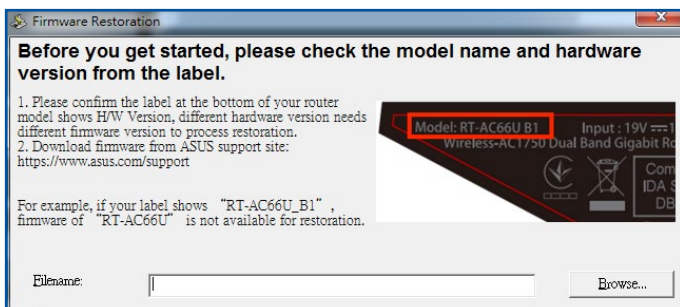 Firmware Restoration
Before you get started, please check the model name and hardware
version from the label.
1. Please confirm the label at the bottom of your router
model shows H/W Version, different hardware version needs
different firmware version to process restoration.
2. Download firmware from ASUS support site:
https://www.asus.com/support
For example, if your label shows “RT-AC66U_B1”,
firmware of “RT-AC66U” is not available for restoration.
Model: RT-AC66U B1 Input : 19V
Wireless-AC1750 Dual Band Gigabit
Com
IDA
DB
Filename:
Browse...